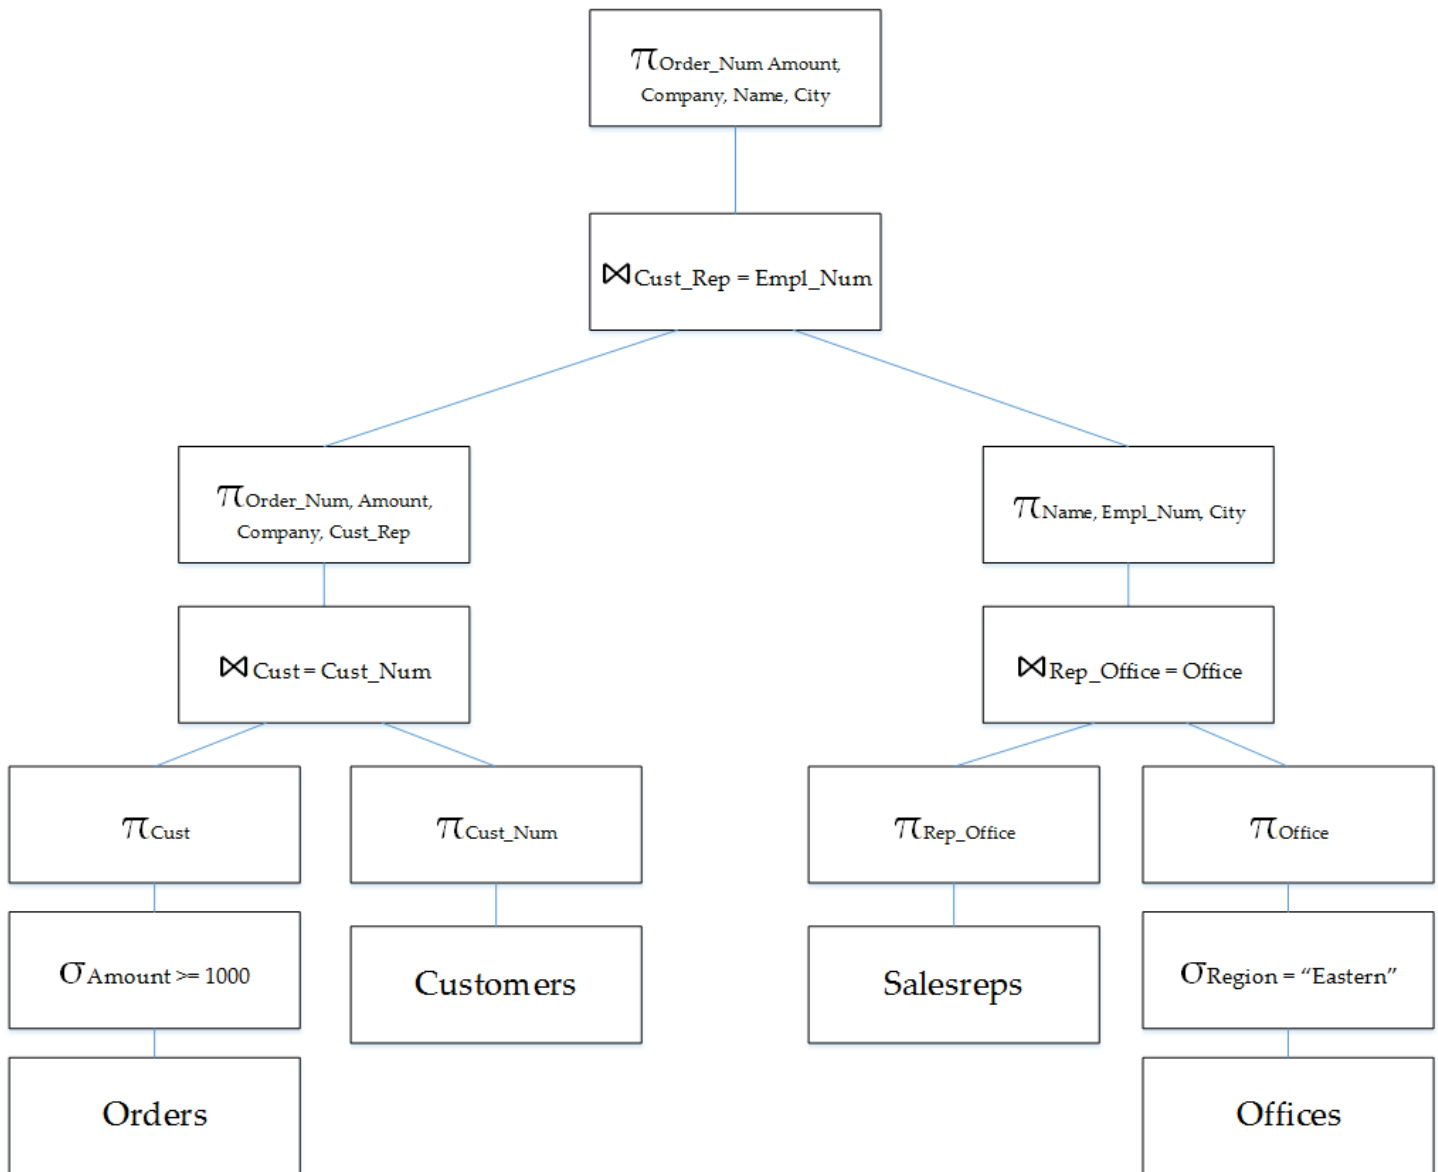 πOrder_Num Amount,
Company, Name, City
⋈Cust_Rep = Empl_Num
πOrder_Num, Amount,
Company, Cust_Rep
πName, Empl_Num, City
⋈Cust = Cust_Num
⋈Rep_Office = Office
πCust
πCust_Num
πRep_Office
πOffice
σAmount >= 1000
Customers
Salesreps
σRegion = “Eastern”
Orders
Offices